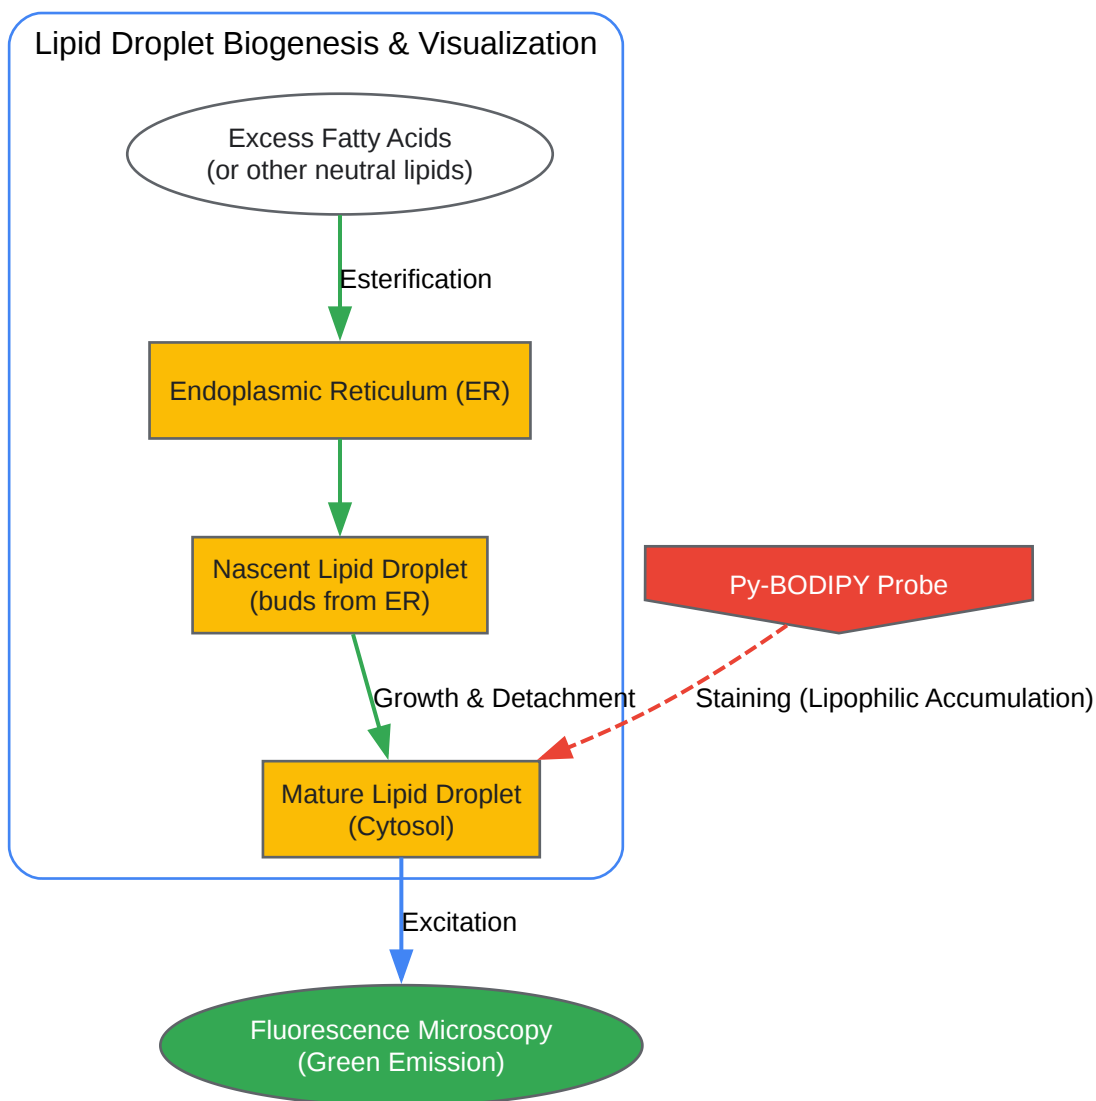 Lipid Droplet Biogenesis & Visualization
Excess Fatty Acids
(or other neutral lipids)
Esterification
Endoplasmic Reticulum (ER)
Nascent Lipid Droplet
(buds from ER)
Py-BODIPY Probe
Growth & Detachment
Staining (Lipophilic Accumulation)
Mature Lipid Droplet
(Cytosol)
Excitation
Fluorescence Microscopy
(Green Emission)